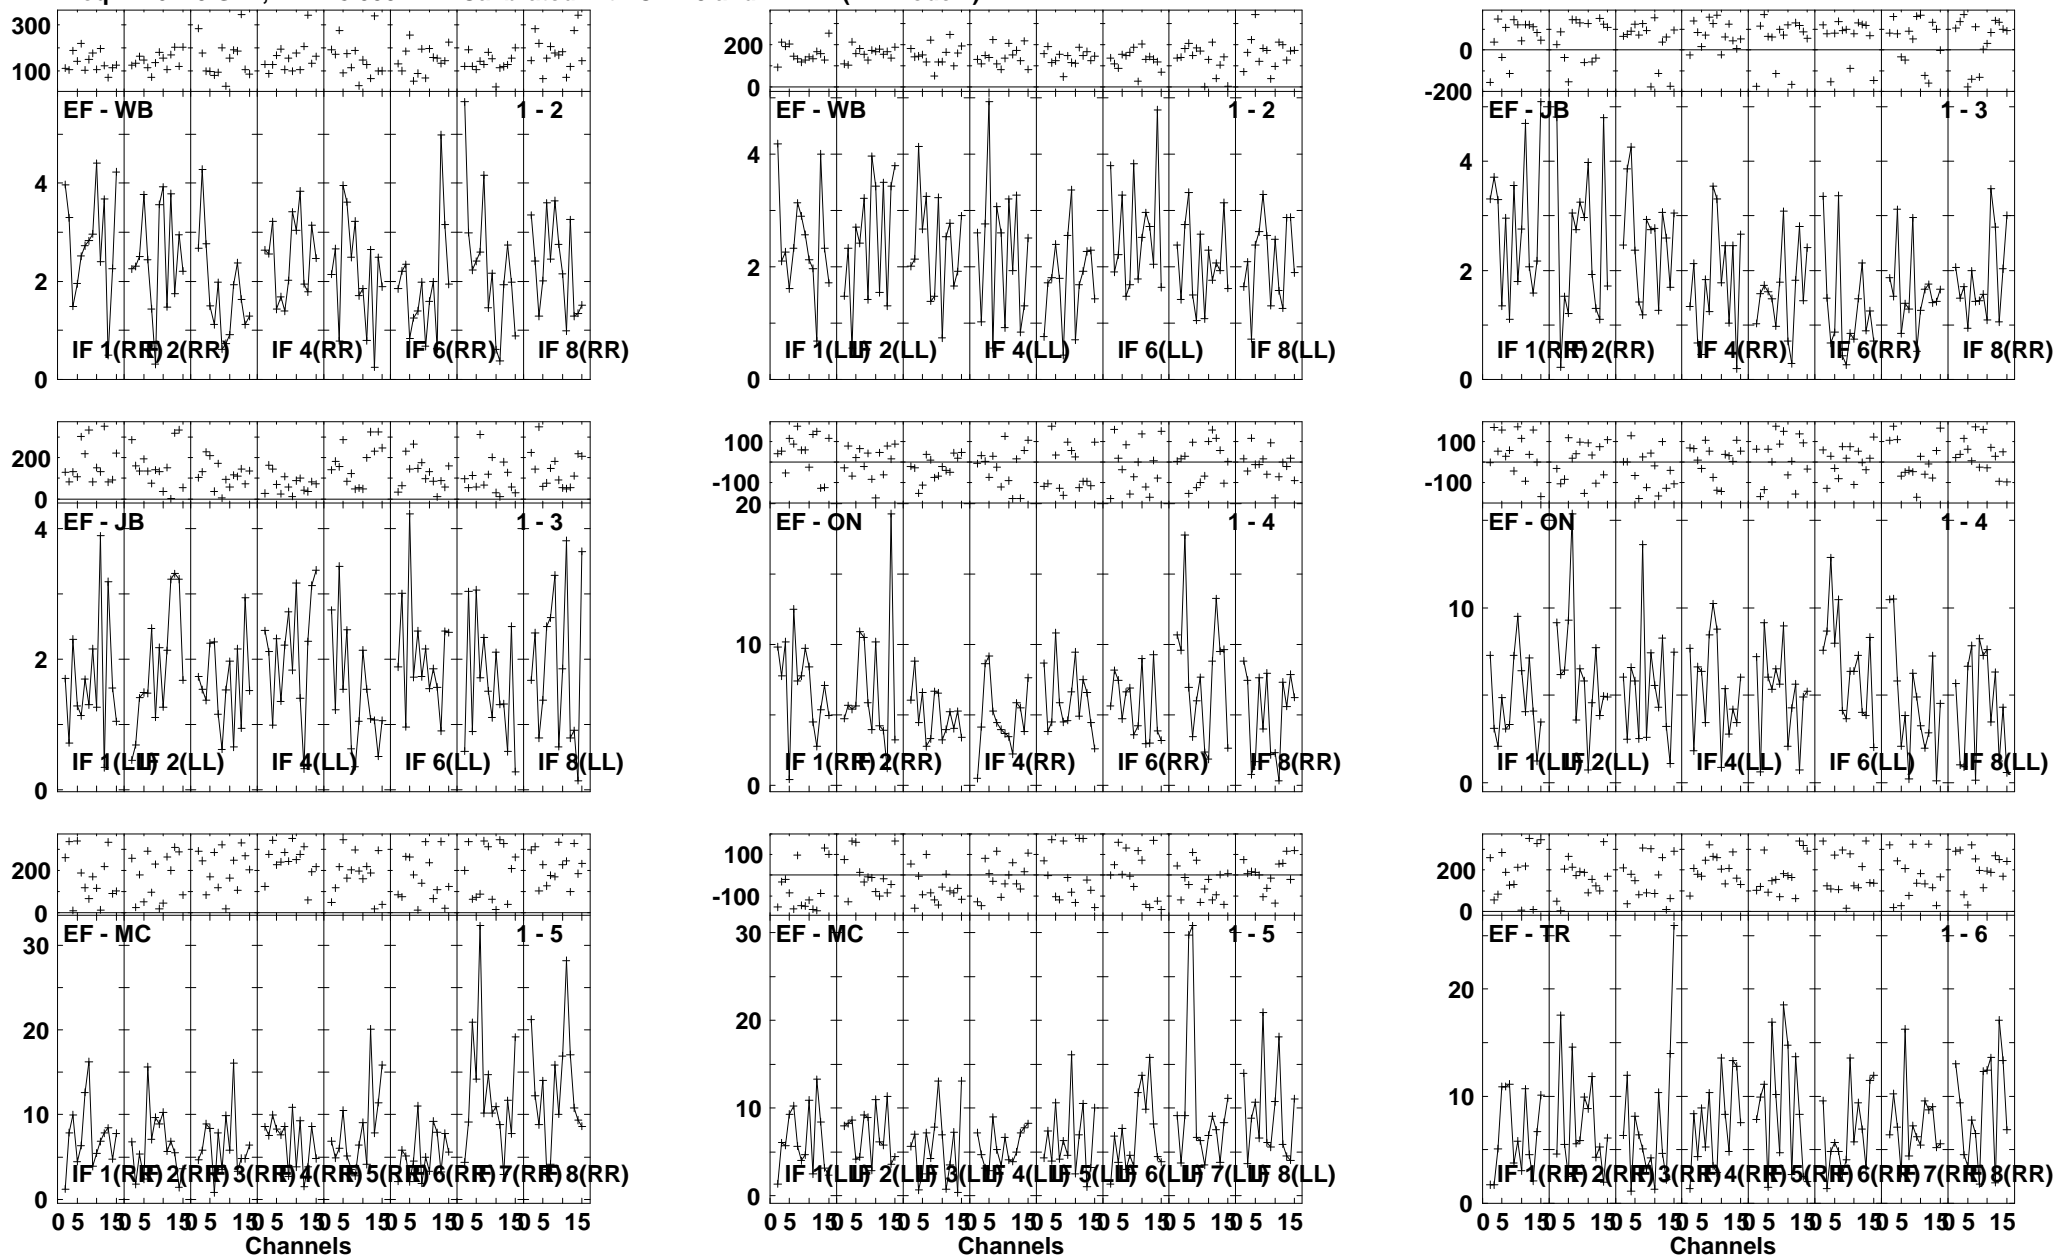 300
100
EF - WB
1 - 2
4
2
0
IF 1(RR)
IF 2(RR)
IF 4(RR)
IF 6(RR)
IF 8(RR)
200
0
EF - WB
1 - 2
4
2
0
IF 1(LL)
IF 2(LL)
IF 4(LL)
IF 6(LL)
IF 8(LL)
0
-200
EF - JB
1 - 3
4
2
0
IF 1(RR)
IF 2(RR)
IF 4(RR)
IF 6(RR)
IF 8(RR)
200
0
EF - JB
1 - 3
4
2
0
IF 1(LL)
IF 2(LL)
IF 4(LL)
IF 6(LL)
IF 8(LL)
100
-100
20
EF - ON
1 - 4
10
0
IF 1(RR)
IF 2(RR)
IF 4(RR)
IF 6(RR)
IF 8(RR)
100
-100
EF - ON
1 - 4
10
0
IF 1(LL)
IF 2(LL)
IF 4(LL)
IF 6(LL)
IF 8(LL)
200
0
EF - MC
1 - 5
30
20
10
0
IF 1(RR)
IF 2(RR)
IF 3(RR)
IF 4(RR)
IF 5(RR)
IF 6(RR)
IF 7(RR)
IF 8(RR)
0 5 15
0 5 15
0 5 15
0 5 15
0 5 15
0 5 15
0 5 15
0 5 15
Channels
100
-100
EF - MC
1 - 5
30
20
10
0
IF 1(LL)
IF 2(LL)
IF 3(LL)
IF 4(LL)
IF 5(LL)
IF 6(LL)
IF 7(LL)
IF 8(LL)
0 5 15
0 5 15
0 5 15
0 5 15
0 5 15
0 5 15
0 5 15
0 5 15
Channels
200
0
EF - TR
1 - 6
20
10
0
IF 1(RR)
IF 2(RR)
IF 3(RR)
IF 4(RR)
IF 5(RR)
IF 6(RR)
IF 7(RR)
IF 8(RR)
0 5 15
0 5 15
0 5 15
0 5 15
0 5 15
0 5 15
0 5 15
0 5 15
Channels